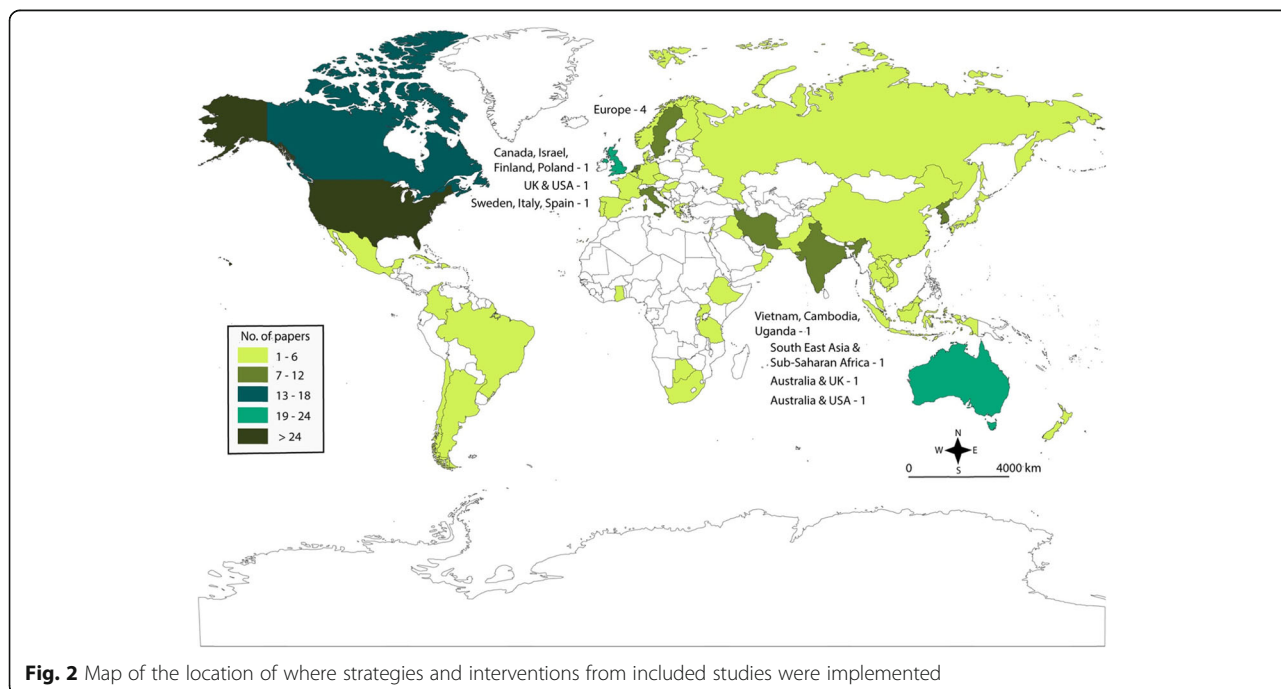 Europe - 4
Canada, Israel,
Finland, Poland - 1
UK & USA - 1
Sweden, Italy, Spain - 1
Vietnam, Cambodia,
Uganda - 1
South East Asia &
Sub-Saharan Africa - 1
Australia & UK - 1
Australia & USA - 1
No. of papers
1 - 6
7 - 12
13 - 18
19 - 24
> 24
N
W E
S
0 4000 km
Fig. 2 Map of the location of where strategies and interventions from included studies were implemented